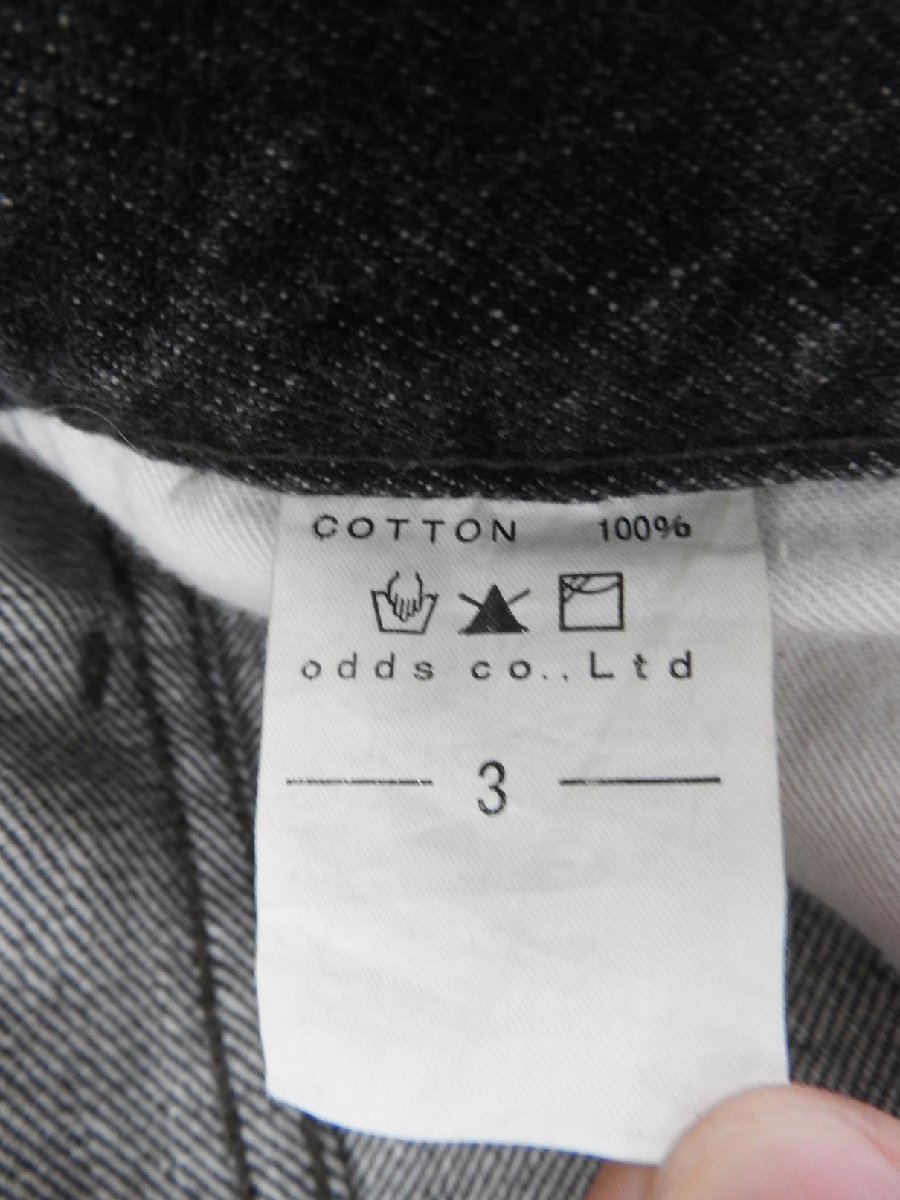 COTTON 100%
odds co..Ltd
3